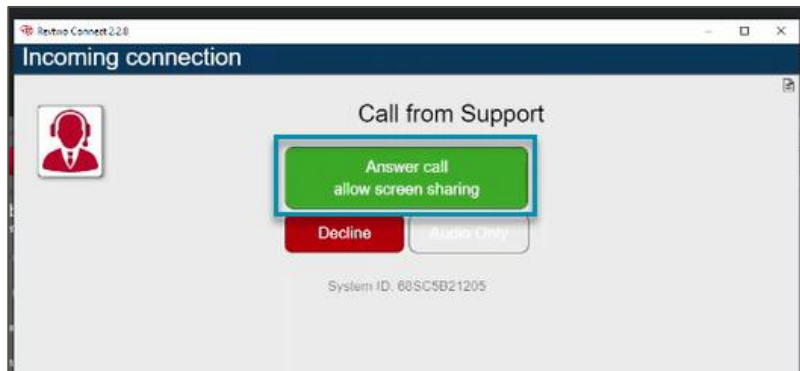 Revtwo Connect 2.2.8
Incoming connection
Call from Support
Answer call
allow screen sharing
Decline
Audio Only
System ID: 68SC5B21205